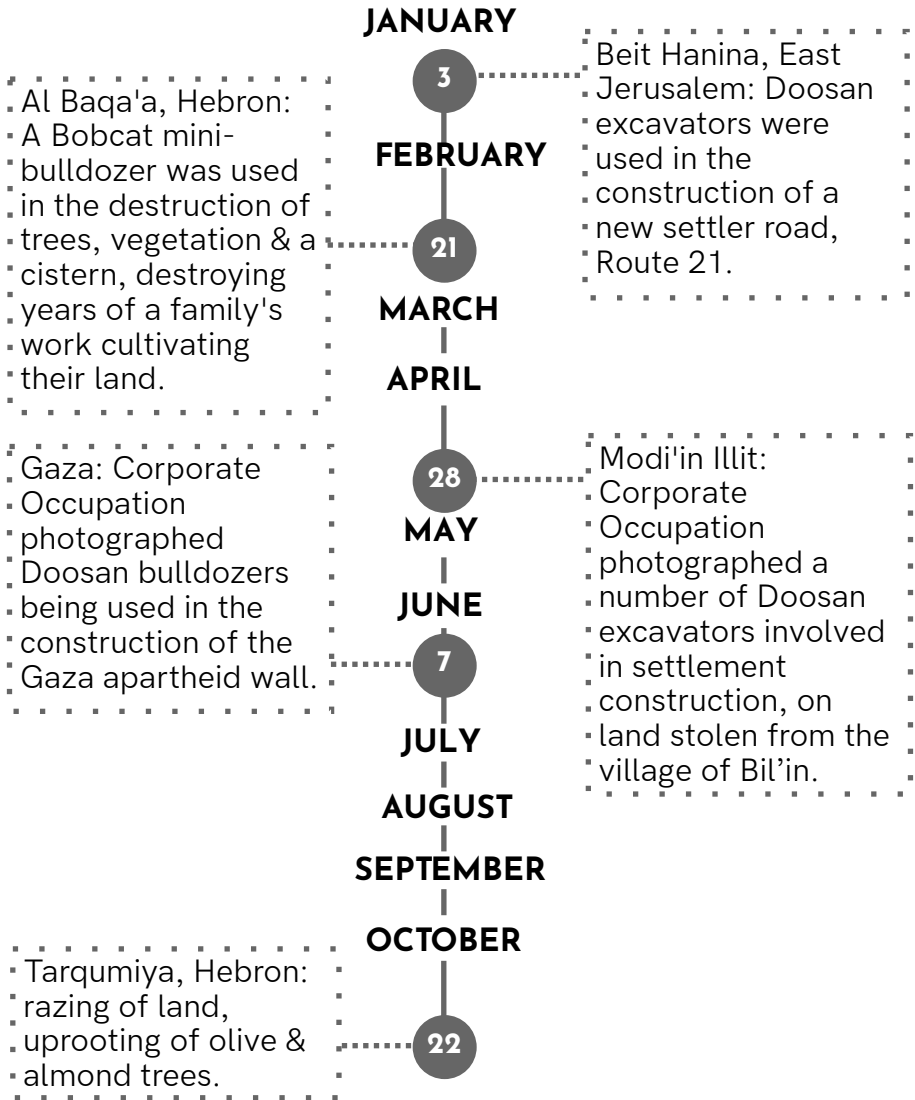 JANUARY
3
Beit Hanina, East
Jerusalem: Doosan
excavators were
used in the
construction of a
new settler road,
Route 21.
FEBRUARY
21
Al Baqa'a, Hebron:
A Bobcat mini-
bulldozer was used
in the destruction of
trees, vegetation & a
cistern, destroying
years of a family's
work cultivating
their land.
MARCH
APRIL
28
Modi'in Illit:
Corporate
Occupation
photographed a
number of Doosan
excavators involved
in settlement
construction, on
land stolen from the
village of Bil’in.
MAY
JUNE
7
Gaza: Corporate
Occupation
photographed
Doosan bulldozers
being used in the
construction of the
Gaza apartheid wall.
JULY
AUGUST
SEPTEMBER
OCTOBER
22
Tarqumiya, Hebron:
razing of land,
uprooting of olive &
almond trees.